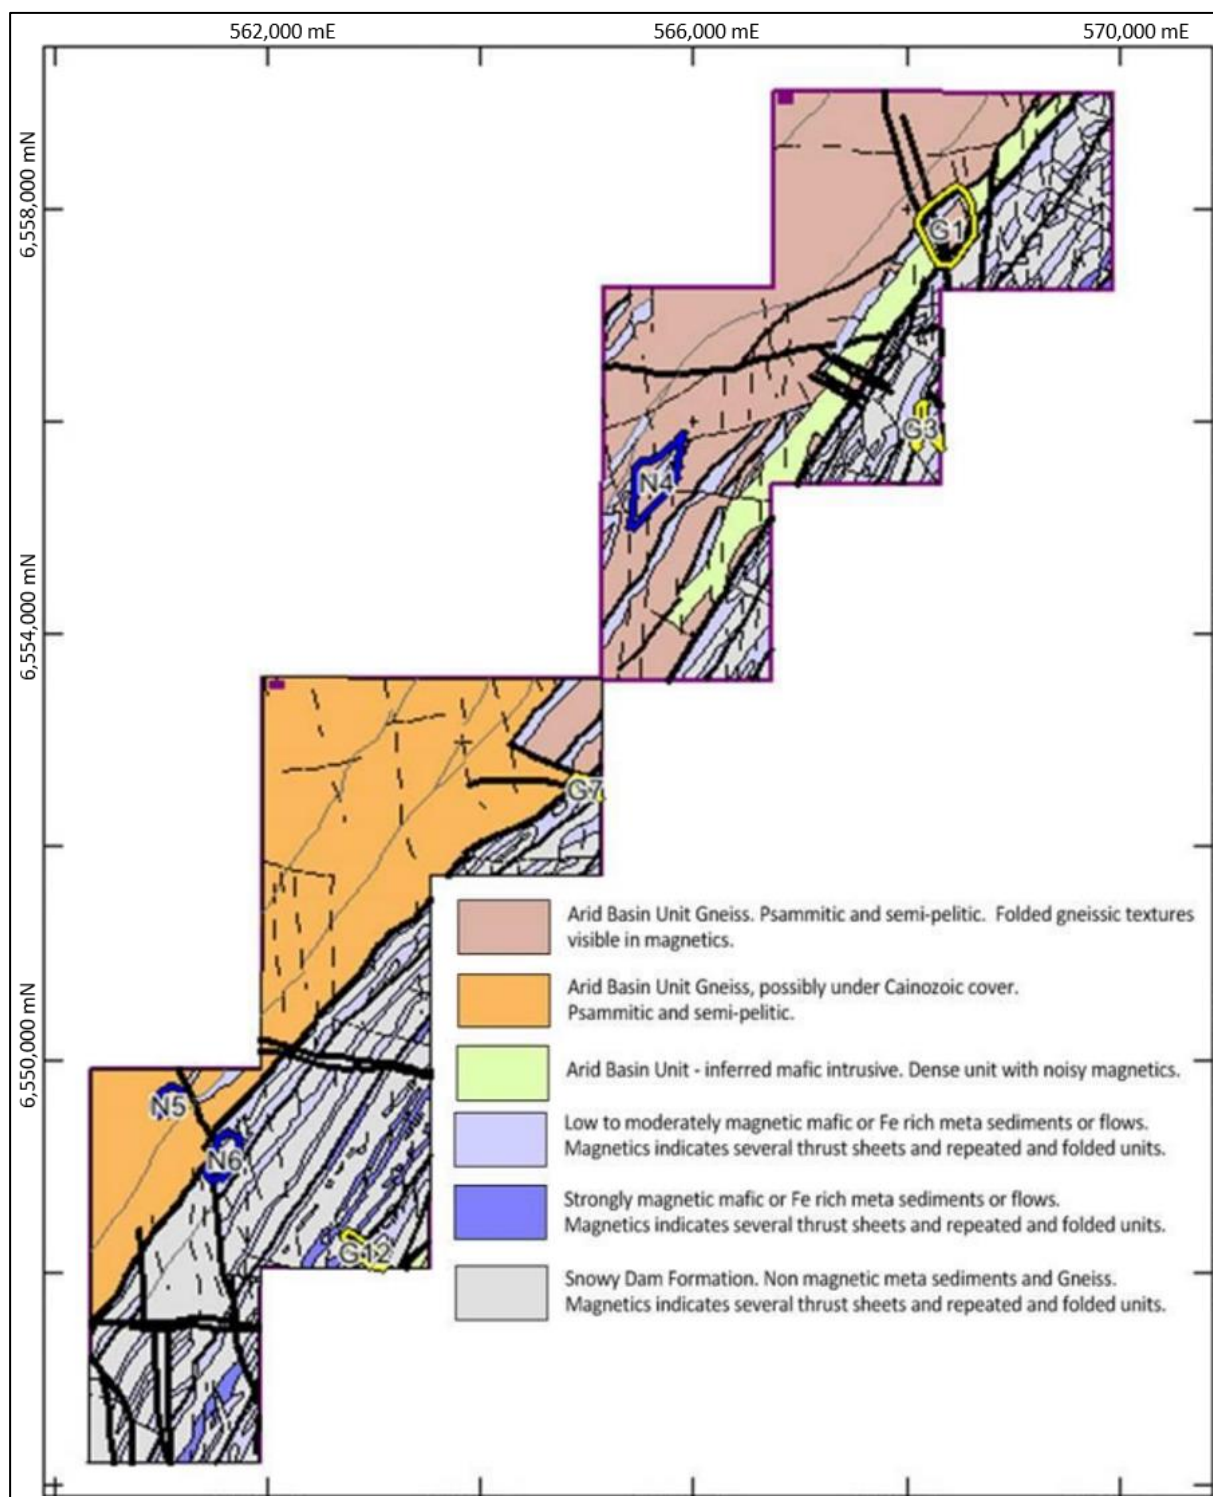 562,000 mE
566,000 mE
570,000 mE
6,558,000 mN
G1
G3
N4
6,554,000 mN
G7
Arid Basin Unit Gneiss. Psammitic and semi-pelitic. Folded gneissic textures
visible in magnetics.
Arid Basin Unit Gneiss, possibly under Cainozoic cover.
Psammitic and semi-pelitic.
6,550,000 mN
Arid Basin Unit - inferred mafic intrusive. Dense unit with noisy magnetics.
N5
Low to moderately magnetic mafic or Fe rich meta sediments or flows.
Magnetics indicates several thrust sheets and repeated and folded units.
N6
Strongly magnetic mafic or Fe rich meta sediments or flows.
Magnetics indicates several thrust sheets and repeated and folded units.
G12
Snowy Dam Formation. Non magnetic meta sediments and Gneiss.
Magnetics indicates several thrust sheets and repeated and folded units.